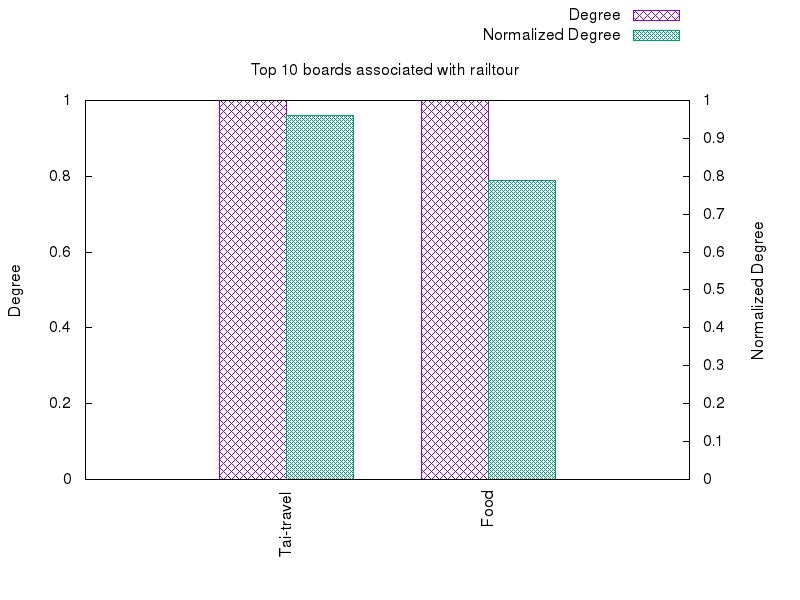 Degree
Normalized Degree
Top 10 boards associated with railtour
1
0.8
0.6
0.4
0.2
0
1
0.9
0.8
0.7
0.6
0.5
0.4
0.3
0.2
0.1
0
Degree
Normalized Degree
Tai-travel
Food